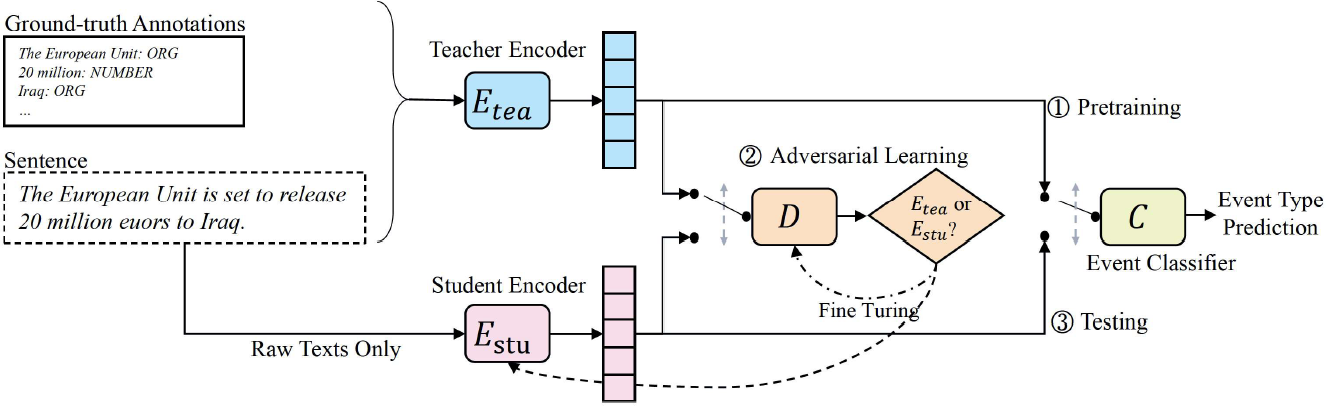 Ground-truth Annotations
The European Unit: ORG
20 million: NUMBER
Iraq: ORG
...
Sentence
The European Unit is set to release
20 million euors to Iraq.
Teacher Encoder
E_tea
① Pretraining
② Adversarial Learning
D
E_tea or
E_stu?
Fine Turing
C
Event Classifier
Event Type
Prediction
Student Encoder
E_stu
Raw Texts Only
③ Testing